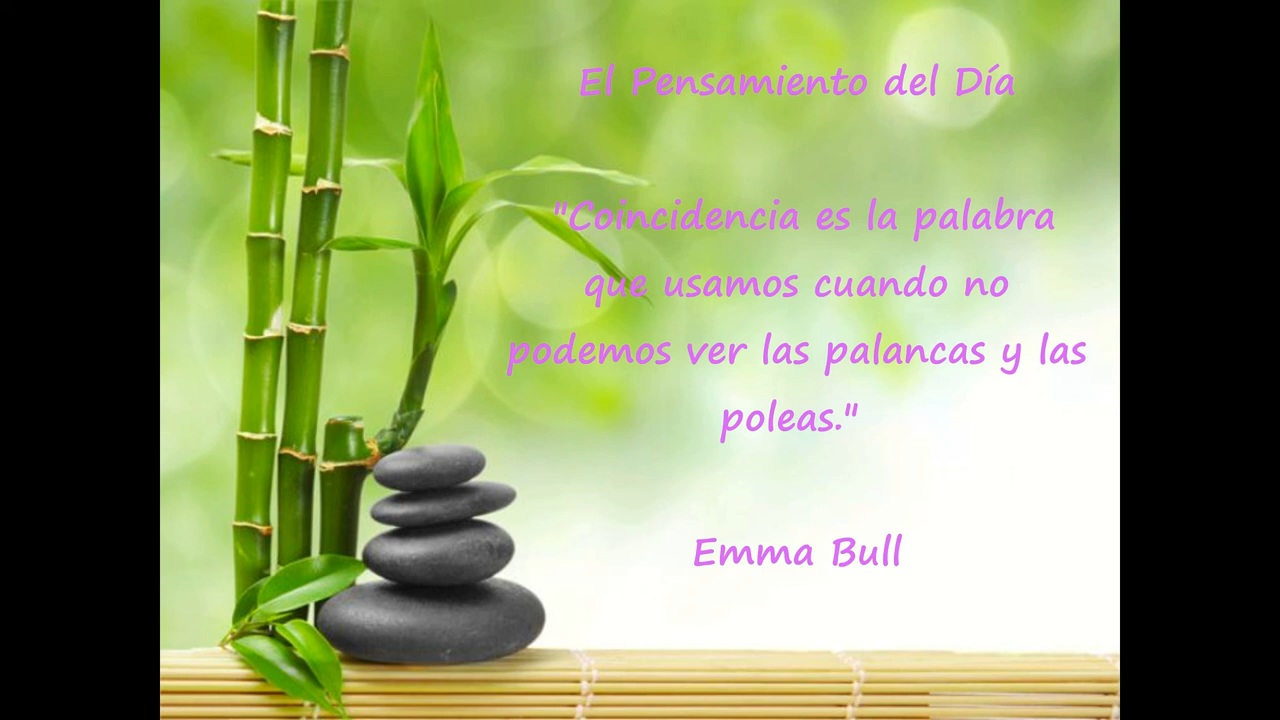 El Pensamiento del Día
"Coincidencia es la palabra
que usamos cuando no
podemos ver las palancas y las
poleas."
Emma Bull